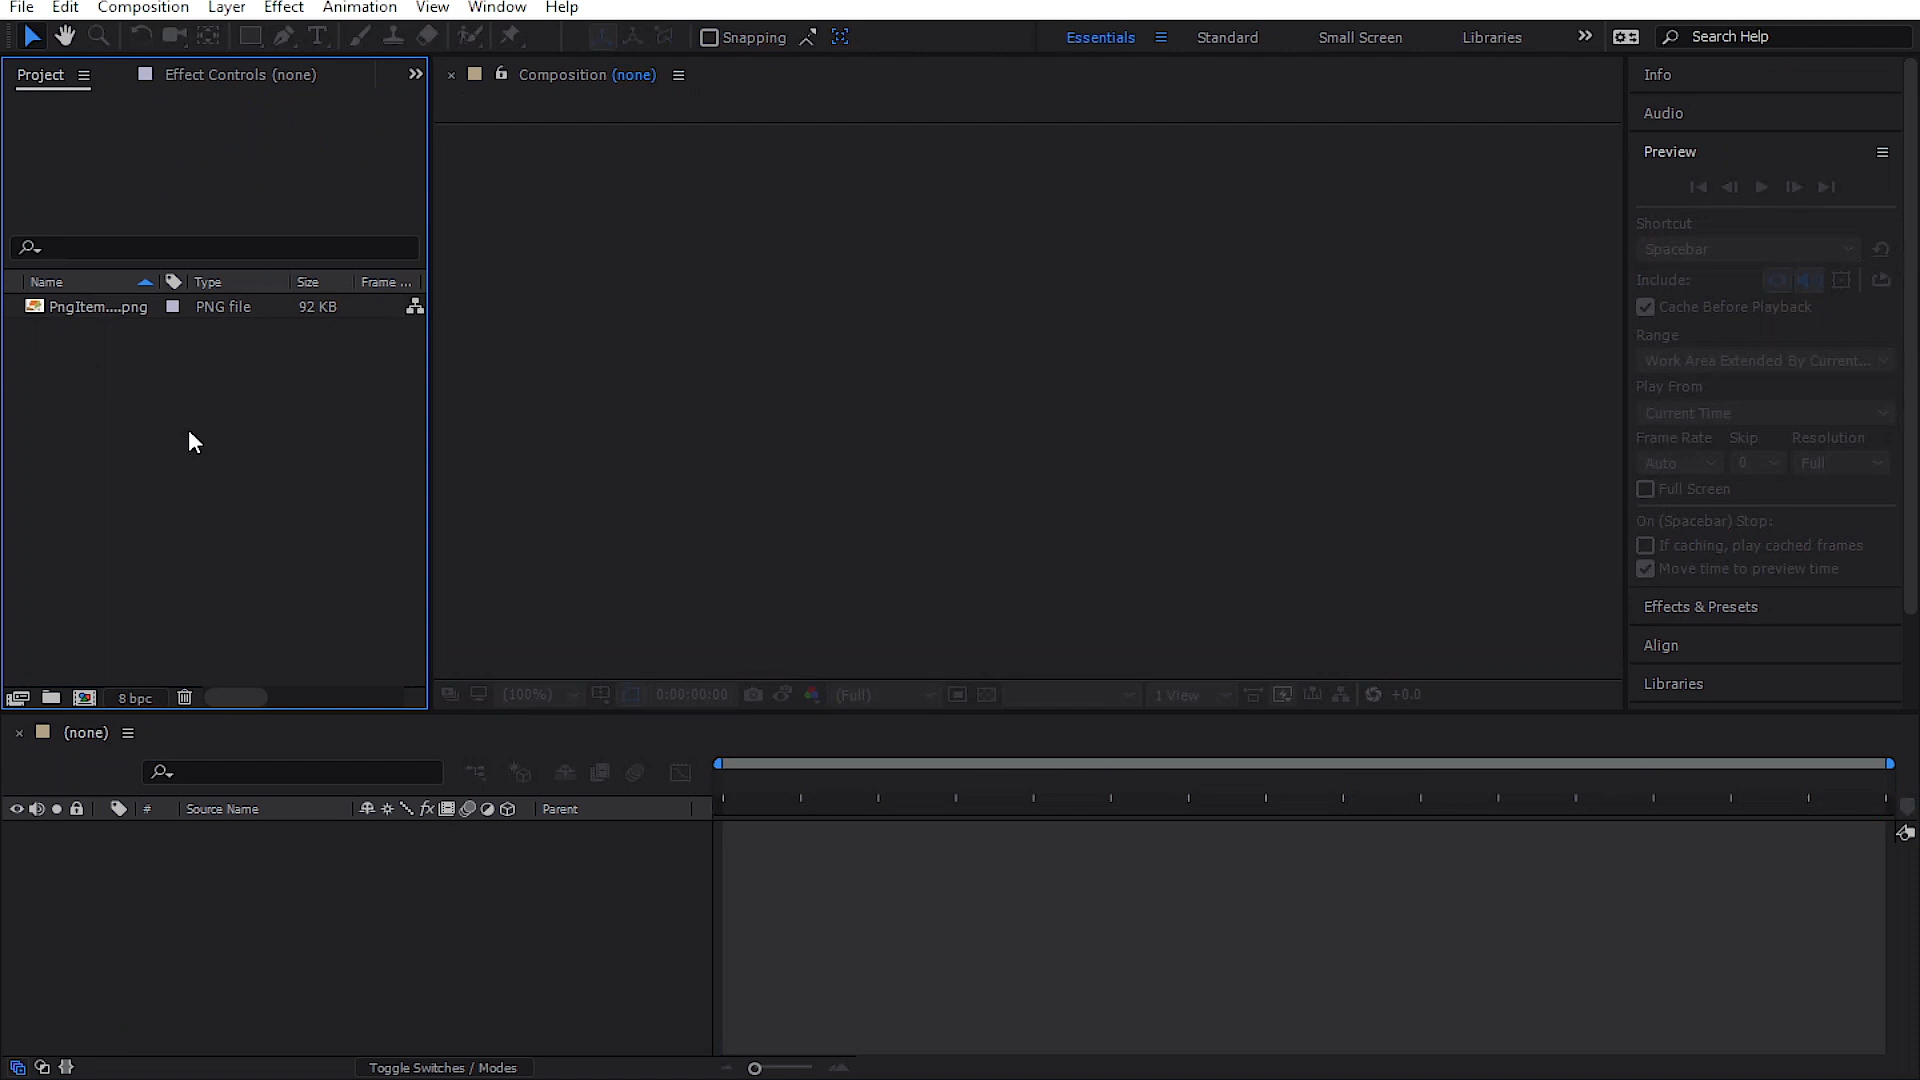 File Edit Composition Layer Effect Animation View Window Help
Snapping Essentials Standard Small Screen Libraries Search Help
Project Effect Controls (none) Composition (none)
Info
Audio
Preview
Shortcut
Spacebar
Include:
Cache Before Playback
Range
Work Area Extended By Current...
Play From
Current Time
Frame Rate Skip Resolution
Auto 0 Full
Full Screen
On (Spacebar) Stop:
If caching, play cached frames
Move time to preview time
Effects & Presets
Align
Libraries
Name Type Size Frame ...
PngItem....png PNG file 92 KB
8 bpc
(100%) 0:00:00:00 (Full) 1 View +0.0
(none)
# Source Name fx Parent
Toggle Switches / Modes